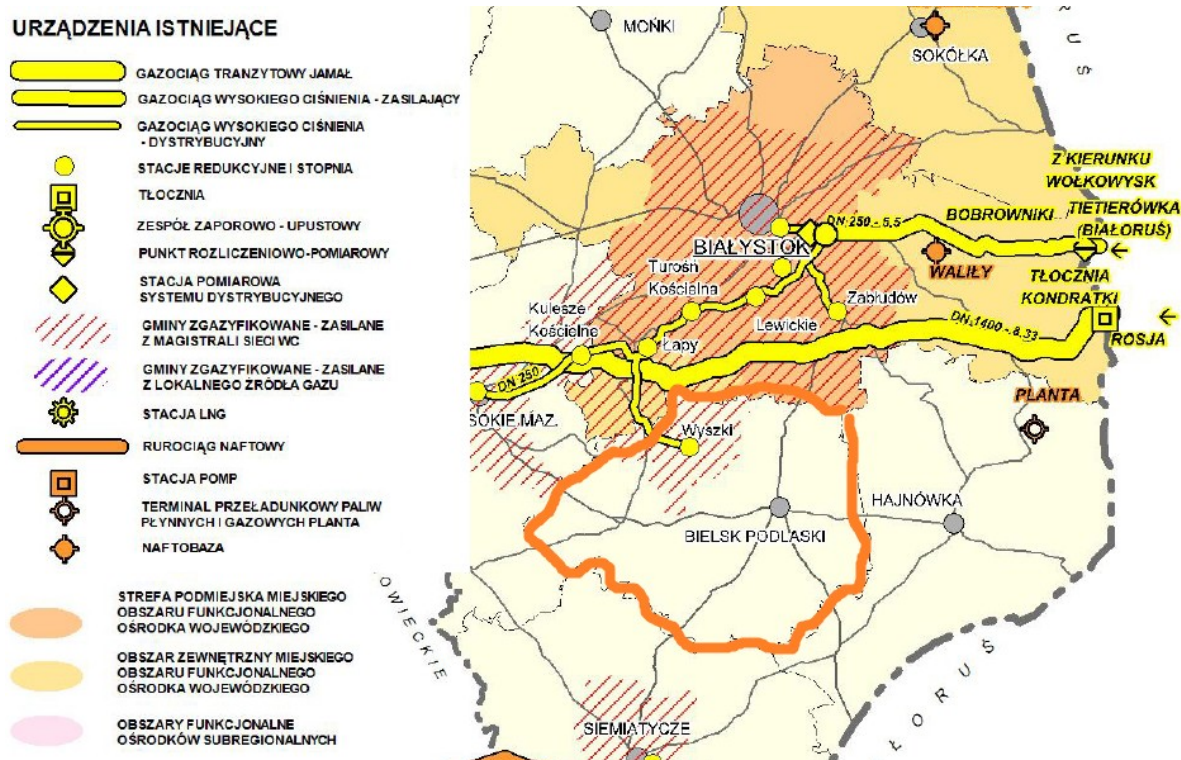 URZĄDZENIA ISTNIEJĄCE
GAZOCIĄG TRANZYTOWY JAMAŁ
GAZOCIĄG WYSOKIEGO CIŚNIENIA - ZASILAJĄCY
GAZOCIĄG WYSOKIEGO CIŚNIENIA
- DYSTRYBUCYJNY
STACJE REDUKCYJNE I STOPNIA
TŁOCZNIA
ZESPÓŁ ZAPOROWO - UPUSTOWY
PUNKT ROZLICZENIOWO-POMIAROWY
STACJA POMIAROWA
SYSTEMU DYSTRYBUCYJNEGO
GMINY ZGAZYFIKOWANE - ZASILANE
Z MAGISTRALI SIECI WC
GMINY ZGAZYFIKOWANE - ZASILANE
Z LOKALNEGO ŹRÓDŁA GAZU
STACJA LNG
RUROCIĄG NAFTOWY
STACJA POMP
TERMINAL PRZEŁADUNKOWY PALIW
PŁYNNYCH I GAZOWYCH PLANTA
NAFTOBAZA
STREFA PODMIEJSKA MIEJSKIEGO
OBSZARU FUNKCJONALNEGO
OŚRODKA WOJEWÓDZKIEGO
OBSZAR ZEWNĘTRZNY MIEJSKIEGO
OBSZARU FUNKCJONALNEGO
OŚRODKA WOJEWÓDZKIEGO
OBSZARY FUNKCJONALNE
OŚRODKÓW SUBREGIONALNYCH
MOŃKI
SOKÓŁKA
U Ś
Z KIERUNKU
WOŁKOWYSK
TIETIERÓWKA
(BIAŁORUŚ)
BOBROWNIKI
DN 250 - 5,5
BIAŁYSTOK
WALIŁY
TŁOCZNIA
KONDRATKI
Turośń
Kościelna
Zabłudów
Kulesze
Kościelne
Lewickie
Łapy
DN 1400 - 8,33
ROSJA
DN 250
SOKIE MAZ.
PLANTA
Wyszki
HAJNÓWKA
BIELSK PODLASKI
OWIECKIE
ŁORUŚ
SIEMIATYCZE